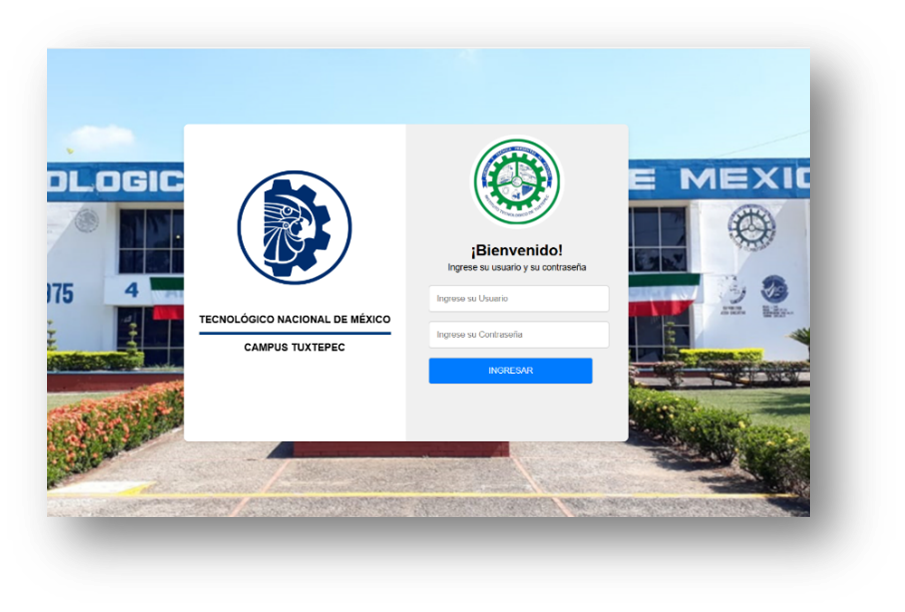 OLOGIC
E MEXIC
975
4
TECNOLÓGICO NACIONAL DE MÉXICO
CAMPUS TUXTEPEC
¡Bienvenido!
Ingrese su usuario y su contraseña
Ingrese su Usuario
Ingrese su Contraseña
INGRESAR